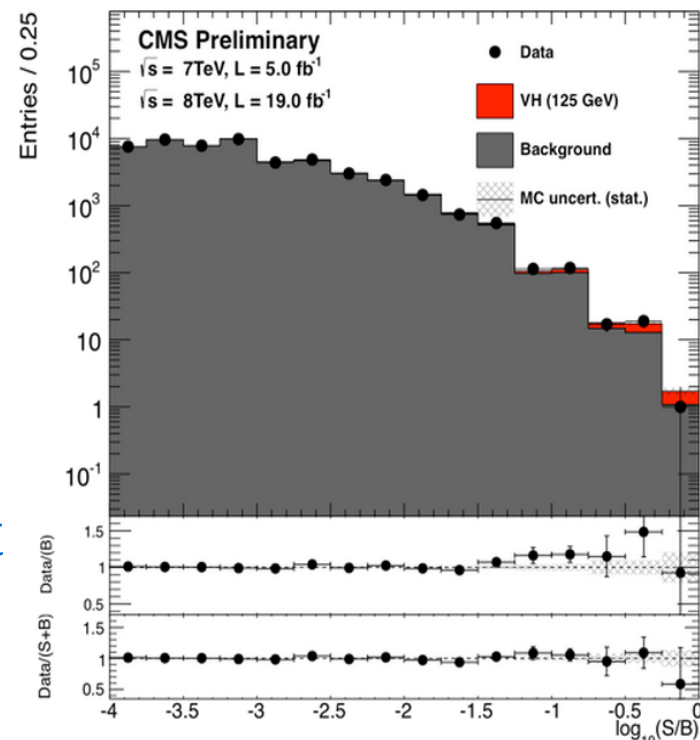 CMS Preliminary
√s = 7TeV, L = 5.0 fb⁻¹
√s = 8TeV, L = 19.0 fb⁻¹
Data
VH (125 GeV)
Background
MC uncert. (stat.)
Entries / 0.25
10⁵
10⁴
10³
10²
10
1
10⁻¹
Data/(B)
1.5
1
0.5
Data/(S+B)
1.5
1
0.5
-4 -3.5 -3 -2.5 -2 -1.5 -1 -0.5 0
log₁₀(S/B)